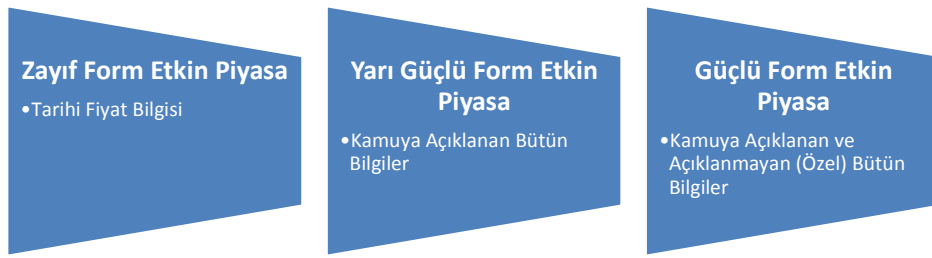 Zayıf Form Etkin Piyasa
•Tarihi Fiyat Bilgisi
Yarı Güçlü Form Etkin
Piyasa
•Kamuya Açıklanan Bütün
Bilgiler
Güçlü Form Etkin
Piyasa
•Kamuya Açıklanan ve
Açıklanmayan (Özel) Bütün
Bilgiler